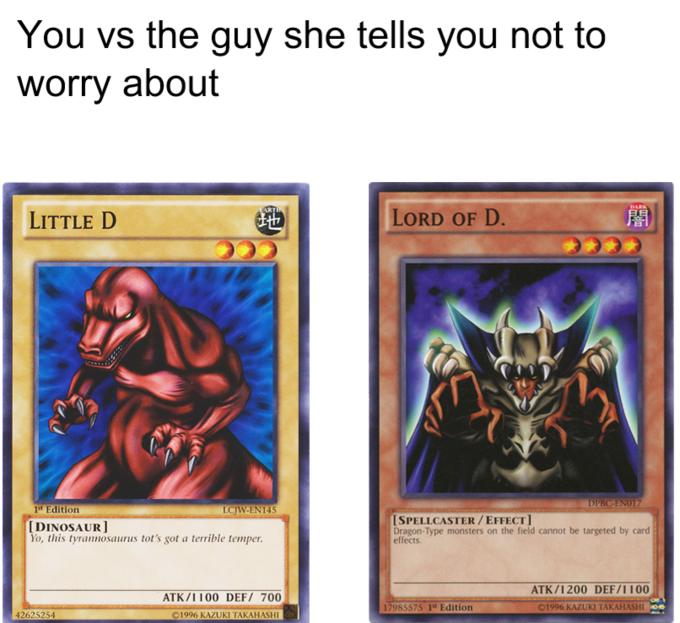 You vs the guy she tells you not to
worry about
LITTLE D
EARTH
地
1st Edition
LCJW-EN145
[DINOSAUR]
Yo, this tyrannosaurus tot's got a terrible temper.
ATK/1100 DEF/ 700
42625254
©1996 KAZUKI TAKAHASHI
LORD OF D.
DARK
闇
DPBC-EN017
[SPELLCASTER/EFFECT]
Dragon-Type monsters on the field cannot be targeted by card
effects.
ATK/1200 DEF/1100
17985575 1st Edition
©1996 KAZUKI TAKAHASHI